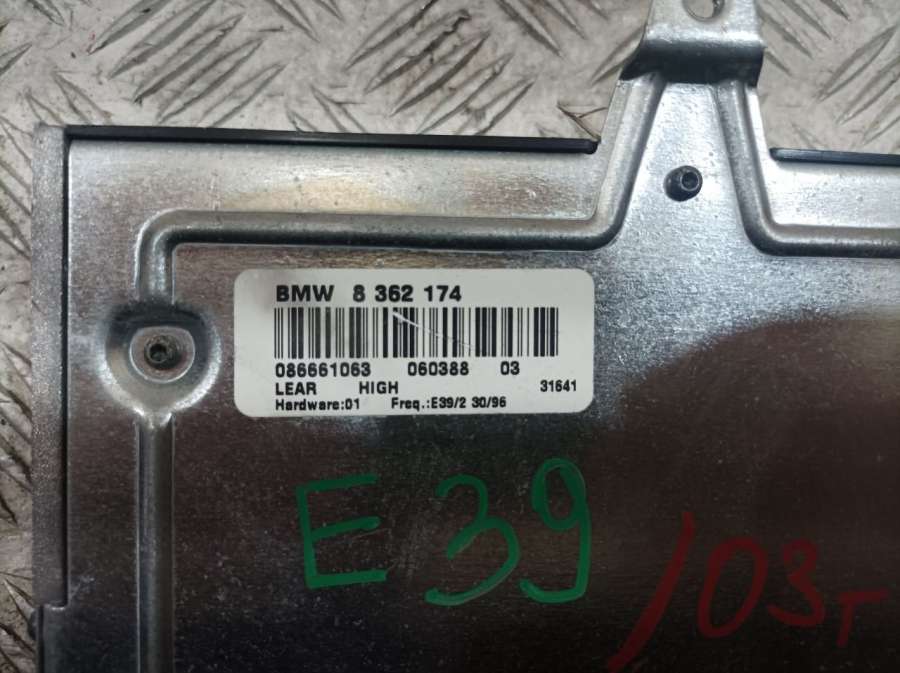 BMW 8 362 174
086661063 060388 03
LEAR HIGH 31641
Hardware:01 Freq.:E39/2 30/96
E39
/03г